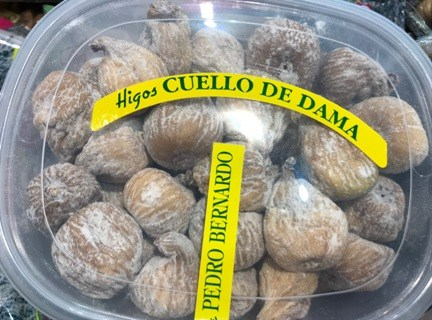 Higos CUELLO DE DAMA
PEDRO BERNARDO